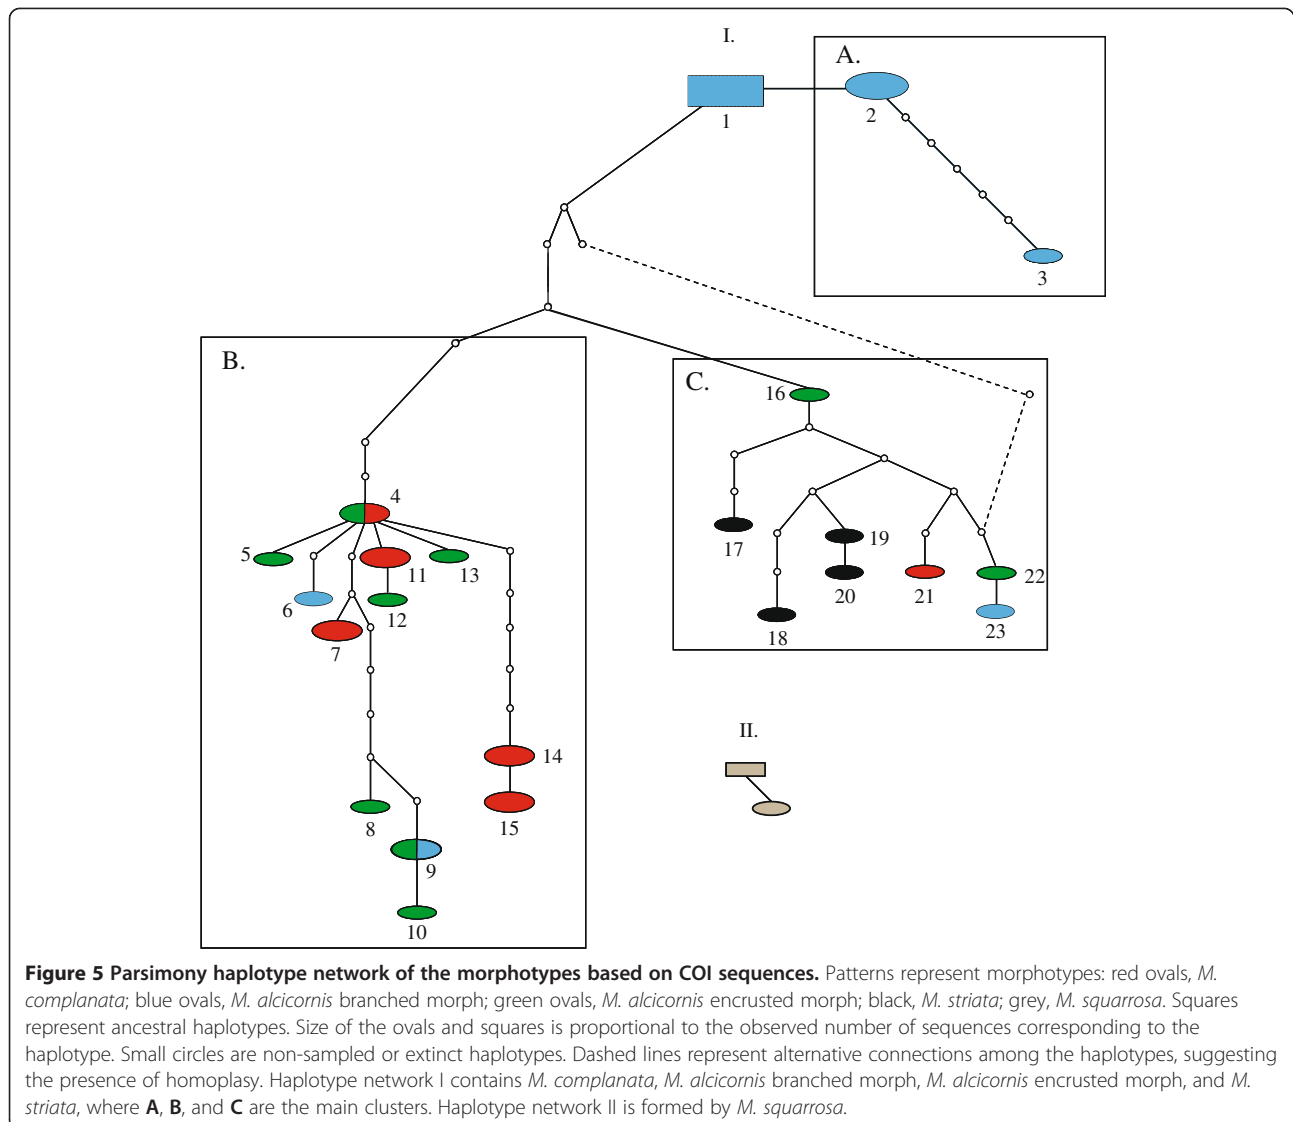 I.
A.
1
2
3
B.
C.
16
4
5
11
13
17
19
6
12
20
21
22
7
18
23
II.
14
8
15
9
10
Figure 5 Parsimony haplotype network of the morphotypes based on COI sequences. Patterns represent morphotypes: red ovals, M.
complanata; blue ovals, M. alcicornis branched morph; green ovals, M. alcicornis encrusted morph; black, M. striata; grey, M. squarrosa. Squares
represent ancestral haplotypes. Size of the ovals and squares is proportional to the observed number of sequences corresponding to the
haplotype. Small circles are non-sampled or extinct haplotypes. Dashed lines represent alternative connections among the haplotypes, suggesting
the presence of homoplasy. Haplotype network I contains M. complanata, M. alcicornis branched morph, M. alcicornis encrusted morph, and M.
striata, where A, B, and C are the main clusters. Haplotype network II is formed by M. squarrosa.